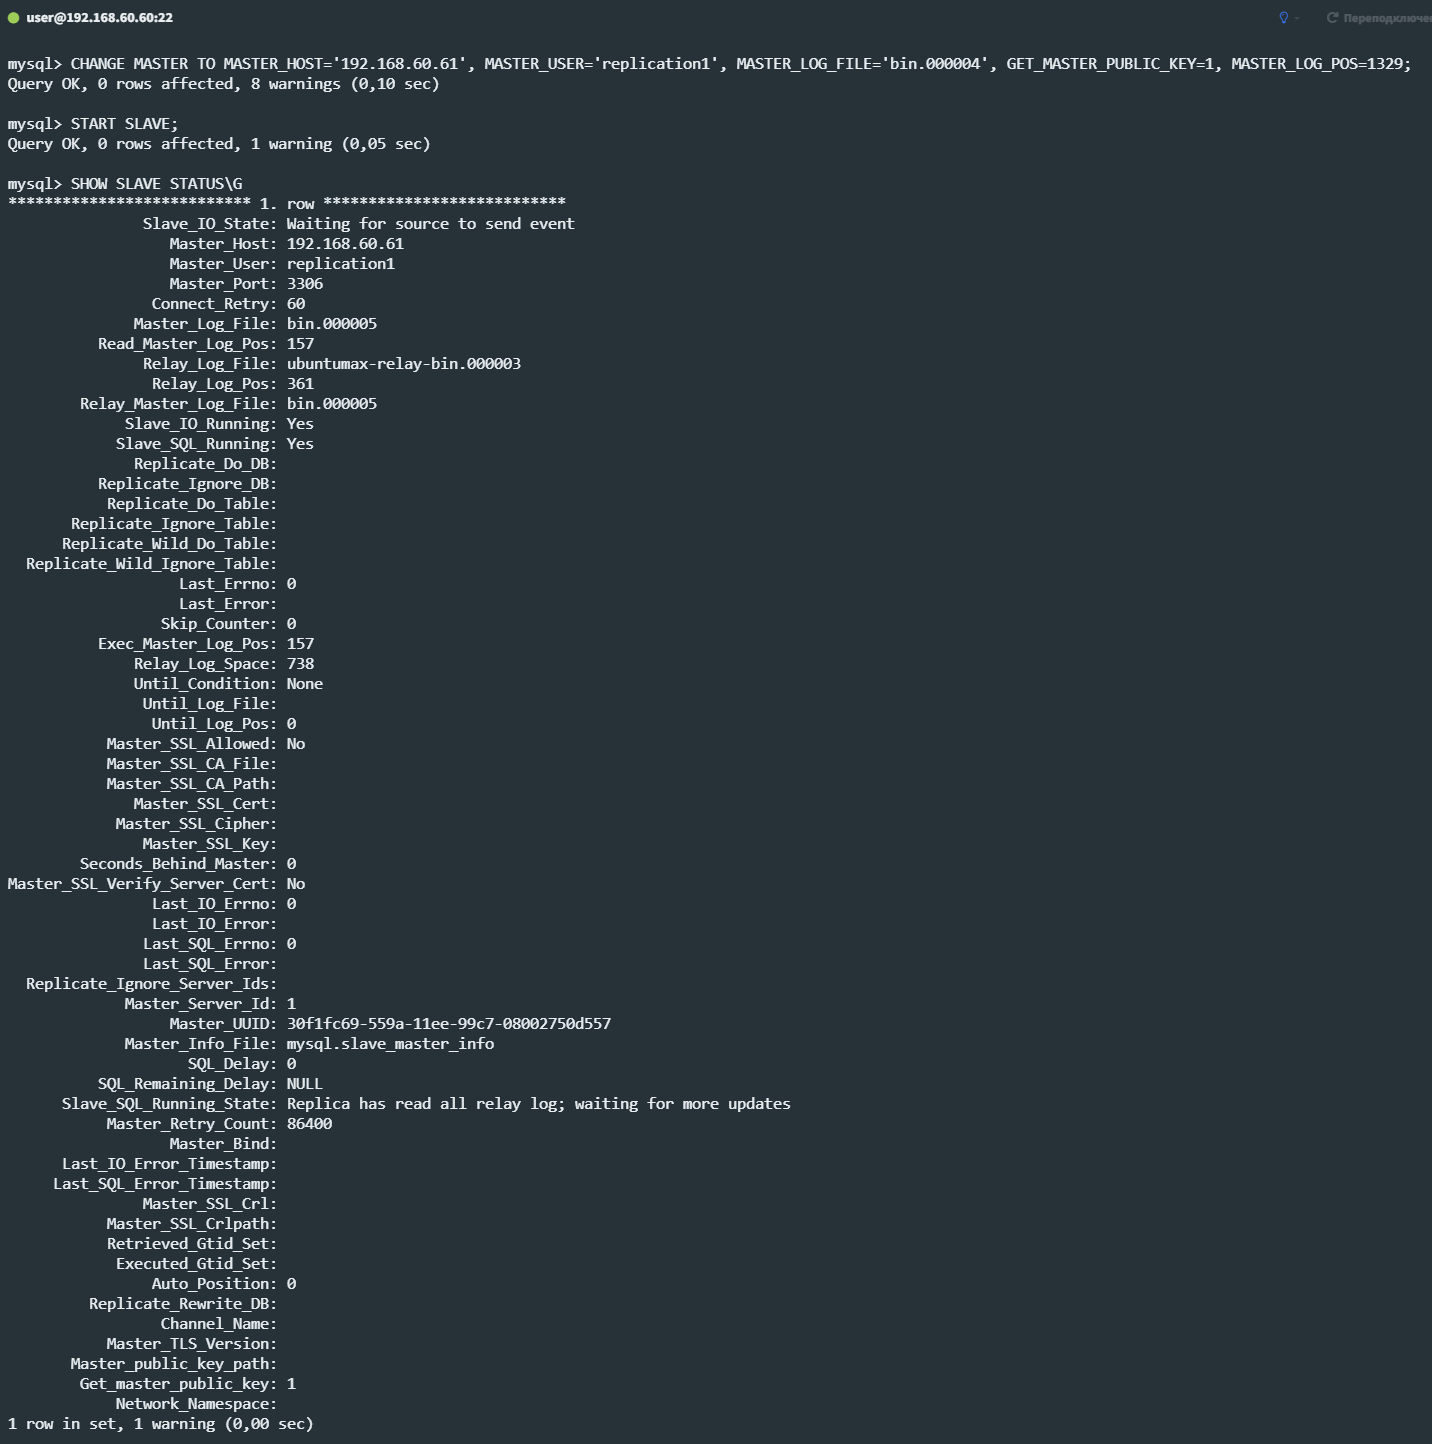 user@192.168.60.60:22
Переподключе
mysql> CHANGE MASTER TO MASTER_HOST='192.168.60.61', MASTER_USER='replication1', MASTER_LOG_FILE='bin.000004', GET_MASTER_PUBLIC_KEY=1, MASTER_LOG_POS=1329;
Query OK, 0 rows affected, 8 warnings (0,10 sec)
mysql> START SLAVE;
Query OK, 0 rows affected, 1 warning (0,05 sec)
mysql> SHOW SLAVE STATUS\G
*************************** 1. row ***************************
Slave_IO_State: Waiting for source to send event
Master_Host: 192.168.60.61
Master_User: replication1
Master_Port: 3306
Connect_Retry: 60
Master_Log_File: bin.000005
Read_Master_Log_Pos: 157
Relay_Log_File: ubuntumax-relay-bin.000003
Relay_Log_Pos: 361
Relay_Master_Log_File: bin.000005
Slave_IO_Running: Yes
Slave_SQL_Running: Yes
Replicate_Do_DB:
Replicate_Ignore_DB:
Replicate_Do_Table:
Replicate_Ignore_Table:
Replicate_Wild_Do_Table:
Replicate_Wild_Ignore_Table:
Last_Errno: 0
Last_Error:
Skip_Counter: 0
Exec_Master_Log_Pos: 157
Relay_Log_Space: 738
Until_Condition: None
Until_Log_File:
Until_Log_Pos: 0
Master_SSL_Allowed: No
Master_SSL_CA_File:
Master_SSL_CA_Path:
Master_SSL_Cert:
Master_SSL_Cipher:
Master_SSL_Key:
Seconds_Behind_Master: 0
Master_SSL_Verify_Server_Cert: No
Last_IO_Errno: 0
Last_IO_Error:
Last_SQL_Errno: 0
Last_SQL_Error:
Replicate_Ignore_Server_Ids:
Master_Server_Id: 1
Master_UUID: 30f1fc69-559a-11ee-99c7-08002750d557
Master_Info_File: mysql.slave_master_info
SQL_Delay: 0
SQL_Remaining_Delay: NULL
Slave_SQL_Running_State: Replica has read all relay log; waiting for more updates
Master_Retry_Count: 86400
Master_Bind:
Last_IO_Error_Timestamp:
Last_SQL_Error_Timestamp:
Master_SSL_Crl:
Master_SSL_Crlpath:
Retrieved_Gtid_Set:
Executed_Gtid_Set:
Auto_Position: 0
Replicate_Rewrite_DB:
Channel_Name:
Master_TLS_Version:
Master_public_key_path:
Get_master_public_key: 1
Network_Namespace:
1 row in set, 1 warning (0,00 sec)